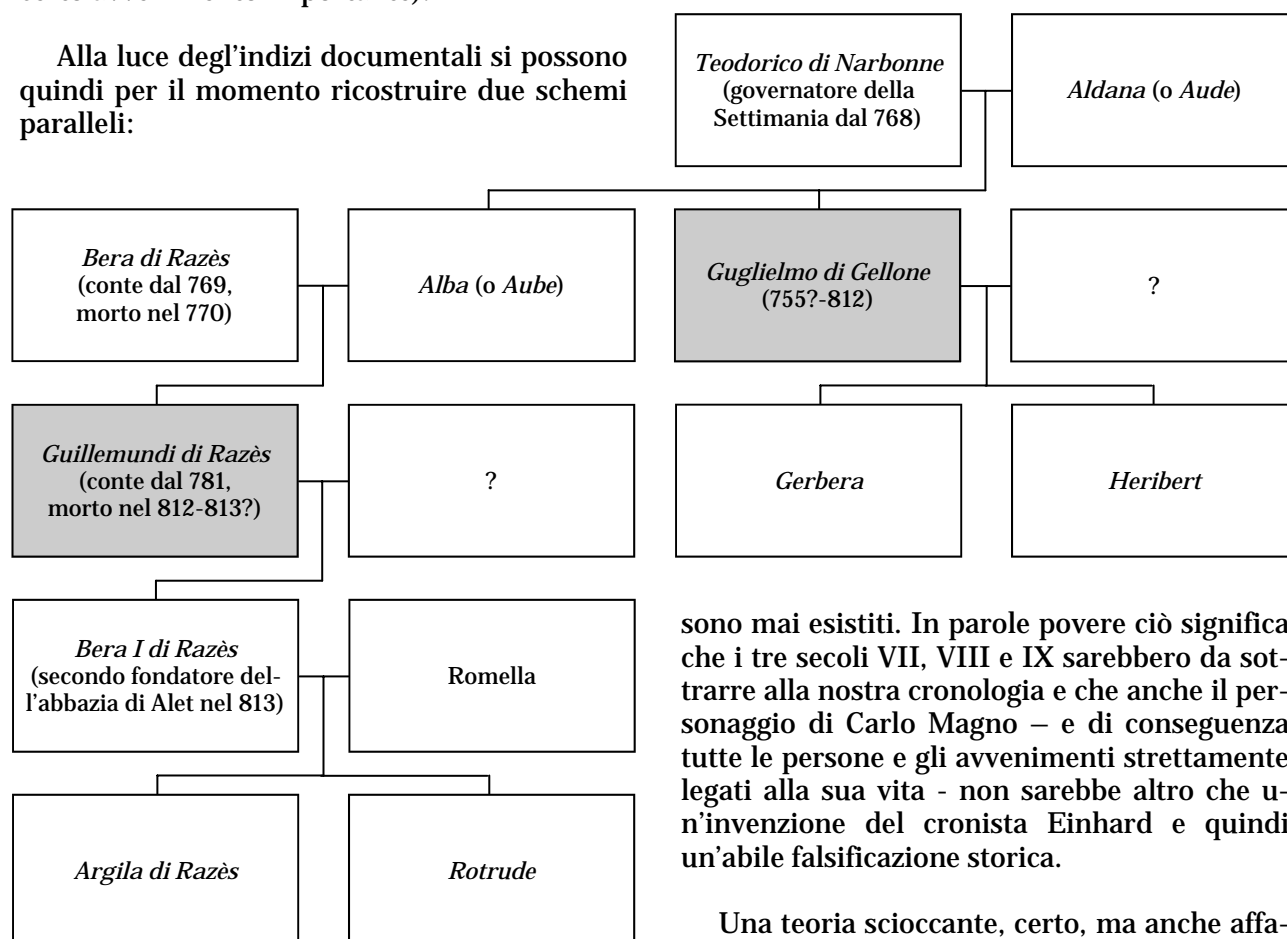 Alla luce degl'indizi documentali si possono
quindi per il momento ricostruire due schemi
paralleli:
Teodorico di Narbonne
(governatore della
Settimania dal 768)
Aldana (o Aude)
Bera di Razès
(conte dal 769,
morto nel 770)
Alba (o Aube)
Guglielmo di Gellone
(755?-812)
?
Guillemundi di Razès
(conte dal 781,
morto nel 812-813?)
?
Gerbera
Heribert
Bera I di Razès
(secondo fondatore del-
l'abbazia di Alet nel 813)
Romella
Argila di Razès
Rotrude
sono mai esistiti. In parole povere ciò significa
che i tre secoli VII, VIII e IX sarebbero da sot-
trarre alla nostra cronologia e che anche il per-
sonaggio di Carlo Magno – e di conseguenza
tutte le persone e gli avvenimenti strettamente
legati alla sua vita - non sarebbe altro che u-
n'invenzione del cronista Einhard e quindi
un'abile falsificazione storica.
Una teoria scioccante, certo, ma anche affa-